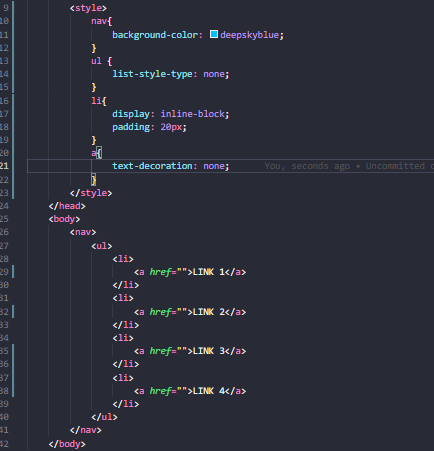 9 <style>
10 nav{
11 background-color: deepskyblue;
12 }
13 ul {
14 list-style-type: none;
15 }
16 li{
17 display: inline-block;
18 padding: 20px;
19 }
20 a{
21 text-decoration: none; You, seconds ago • Uncommitted
22 }
23 </style>
24 </head>
25 <body>
26 <nav>
27 <ul>
28 <li>
29 <a href="">LINK 1</a>
30 </li>
31 <li>
32 <a href="">LINK 2</a>
33 </li>
34 <li>
35 <a href="">LINK 3</a>
36 </li>
37 <li>
38 <a href="">LINK 4</a>
39 </li>
40 </ul>
41 </nav>
42 </body>